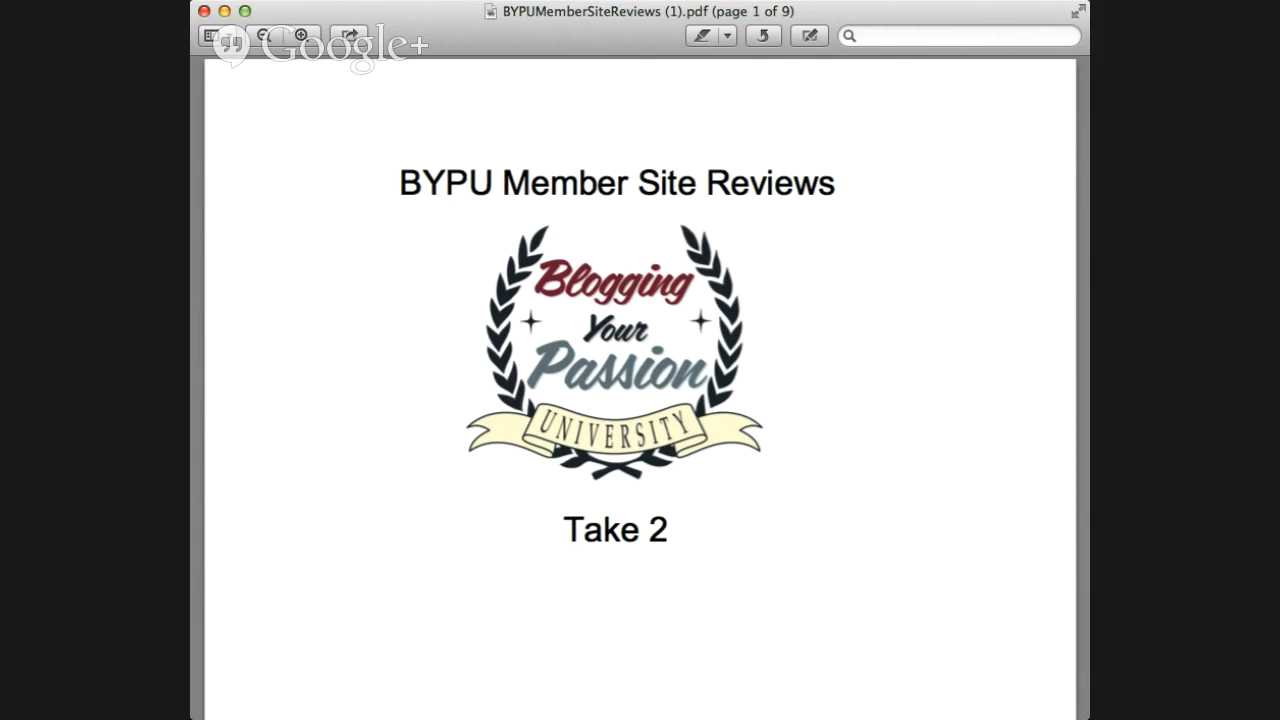 BYPUMemberSiteReviews (1).pdf (page 1 of 9)
Google+
BYPU Member Site Reviews
Blogging
Your
Passion
UNIVERSITY
Take 2